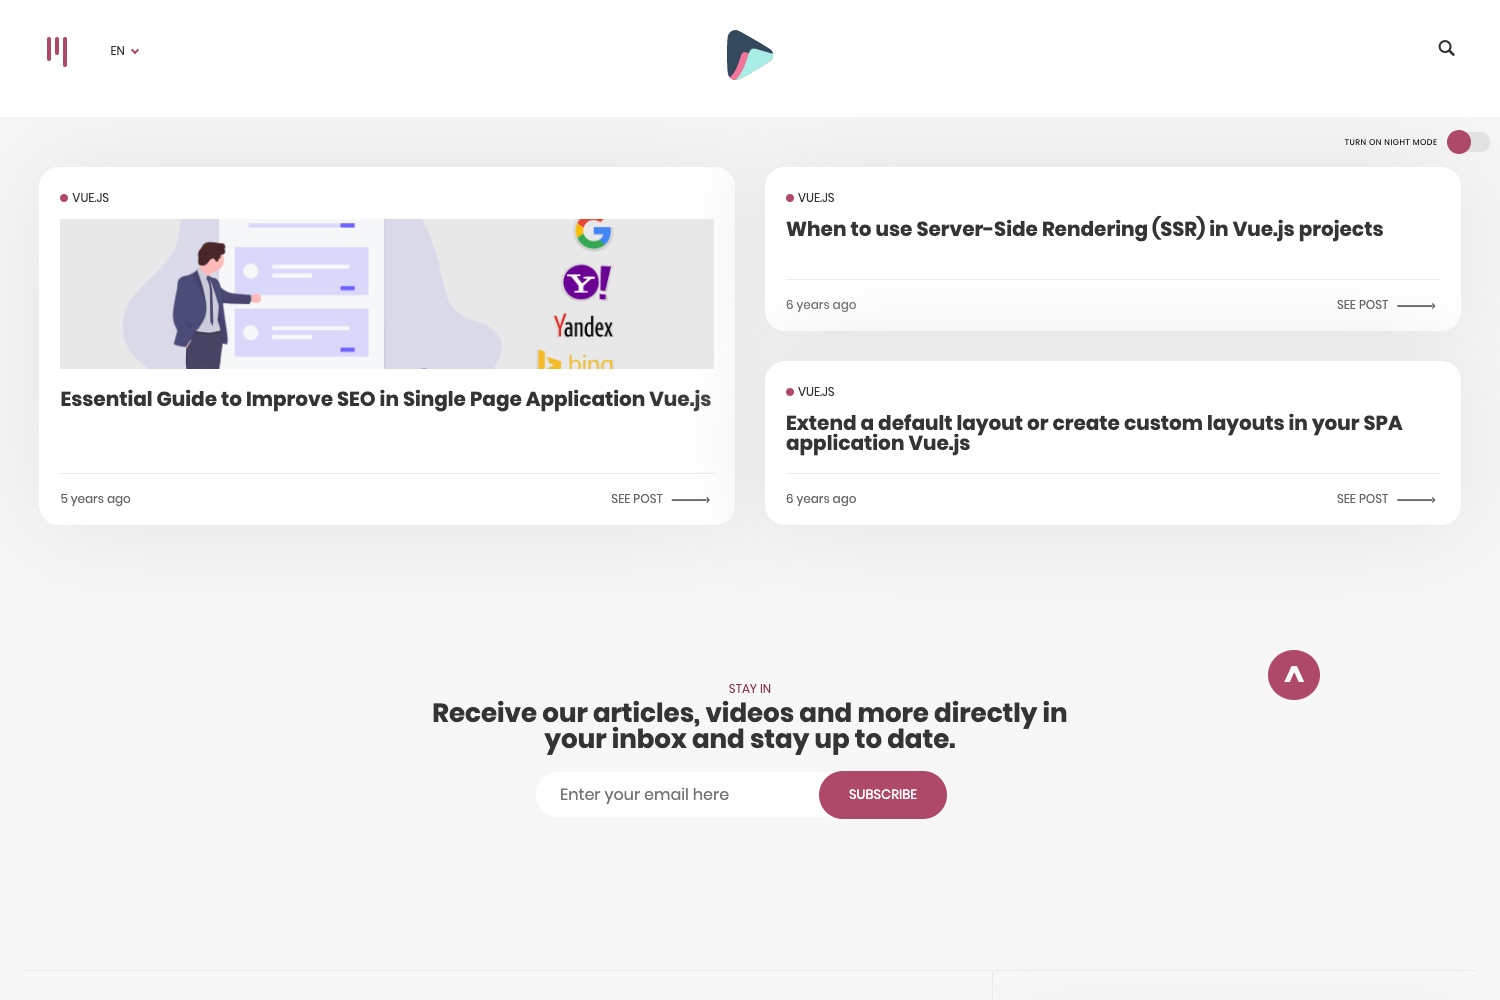 EN
TURN ON NIGHT MODE
VUE.JS
Yahoo!
Yandex
bing
Essential Guide to Improve SEO in Single Page Application Vue.js
5 years ago
SEE POST
VUE.JS
When to use Server-Side Rendering (SSR) in Vue.js projects
6 years ago
SEE POST
VUE.JS
Extend a default layout or create custom layouts in your SPA
application Vue.js
6 years ago
SEE POST
STAY IN
Receive our articles, videos and more directly in
your inbox and stay up to date.
Enter your email here
SUBSCRIBE